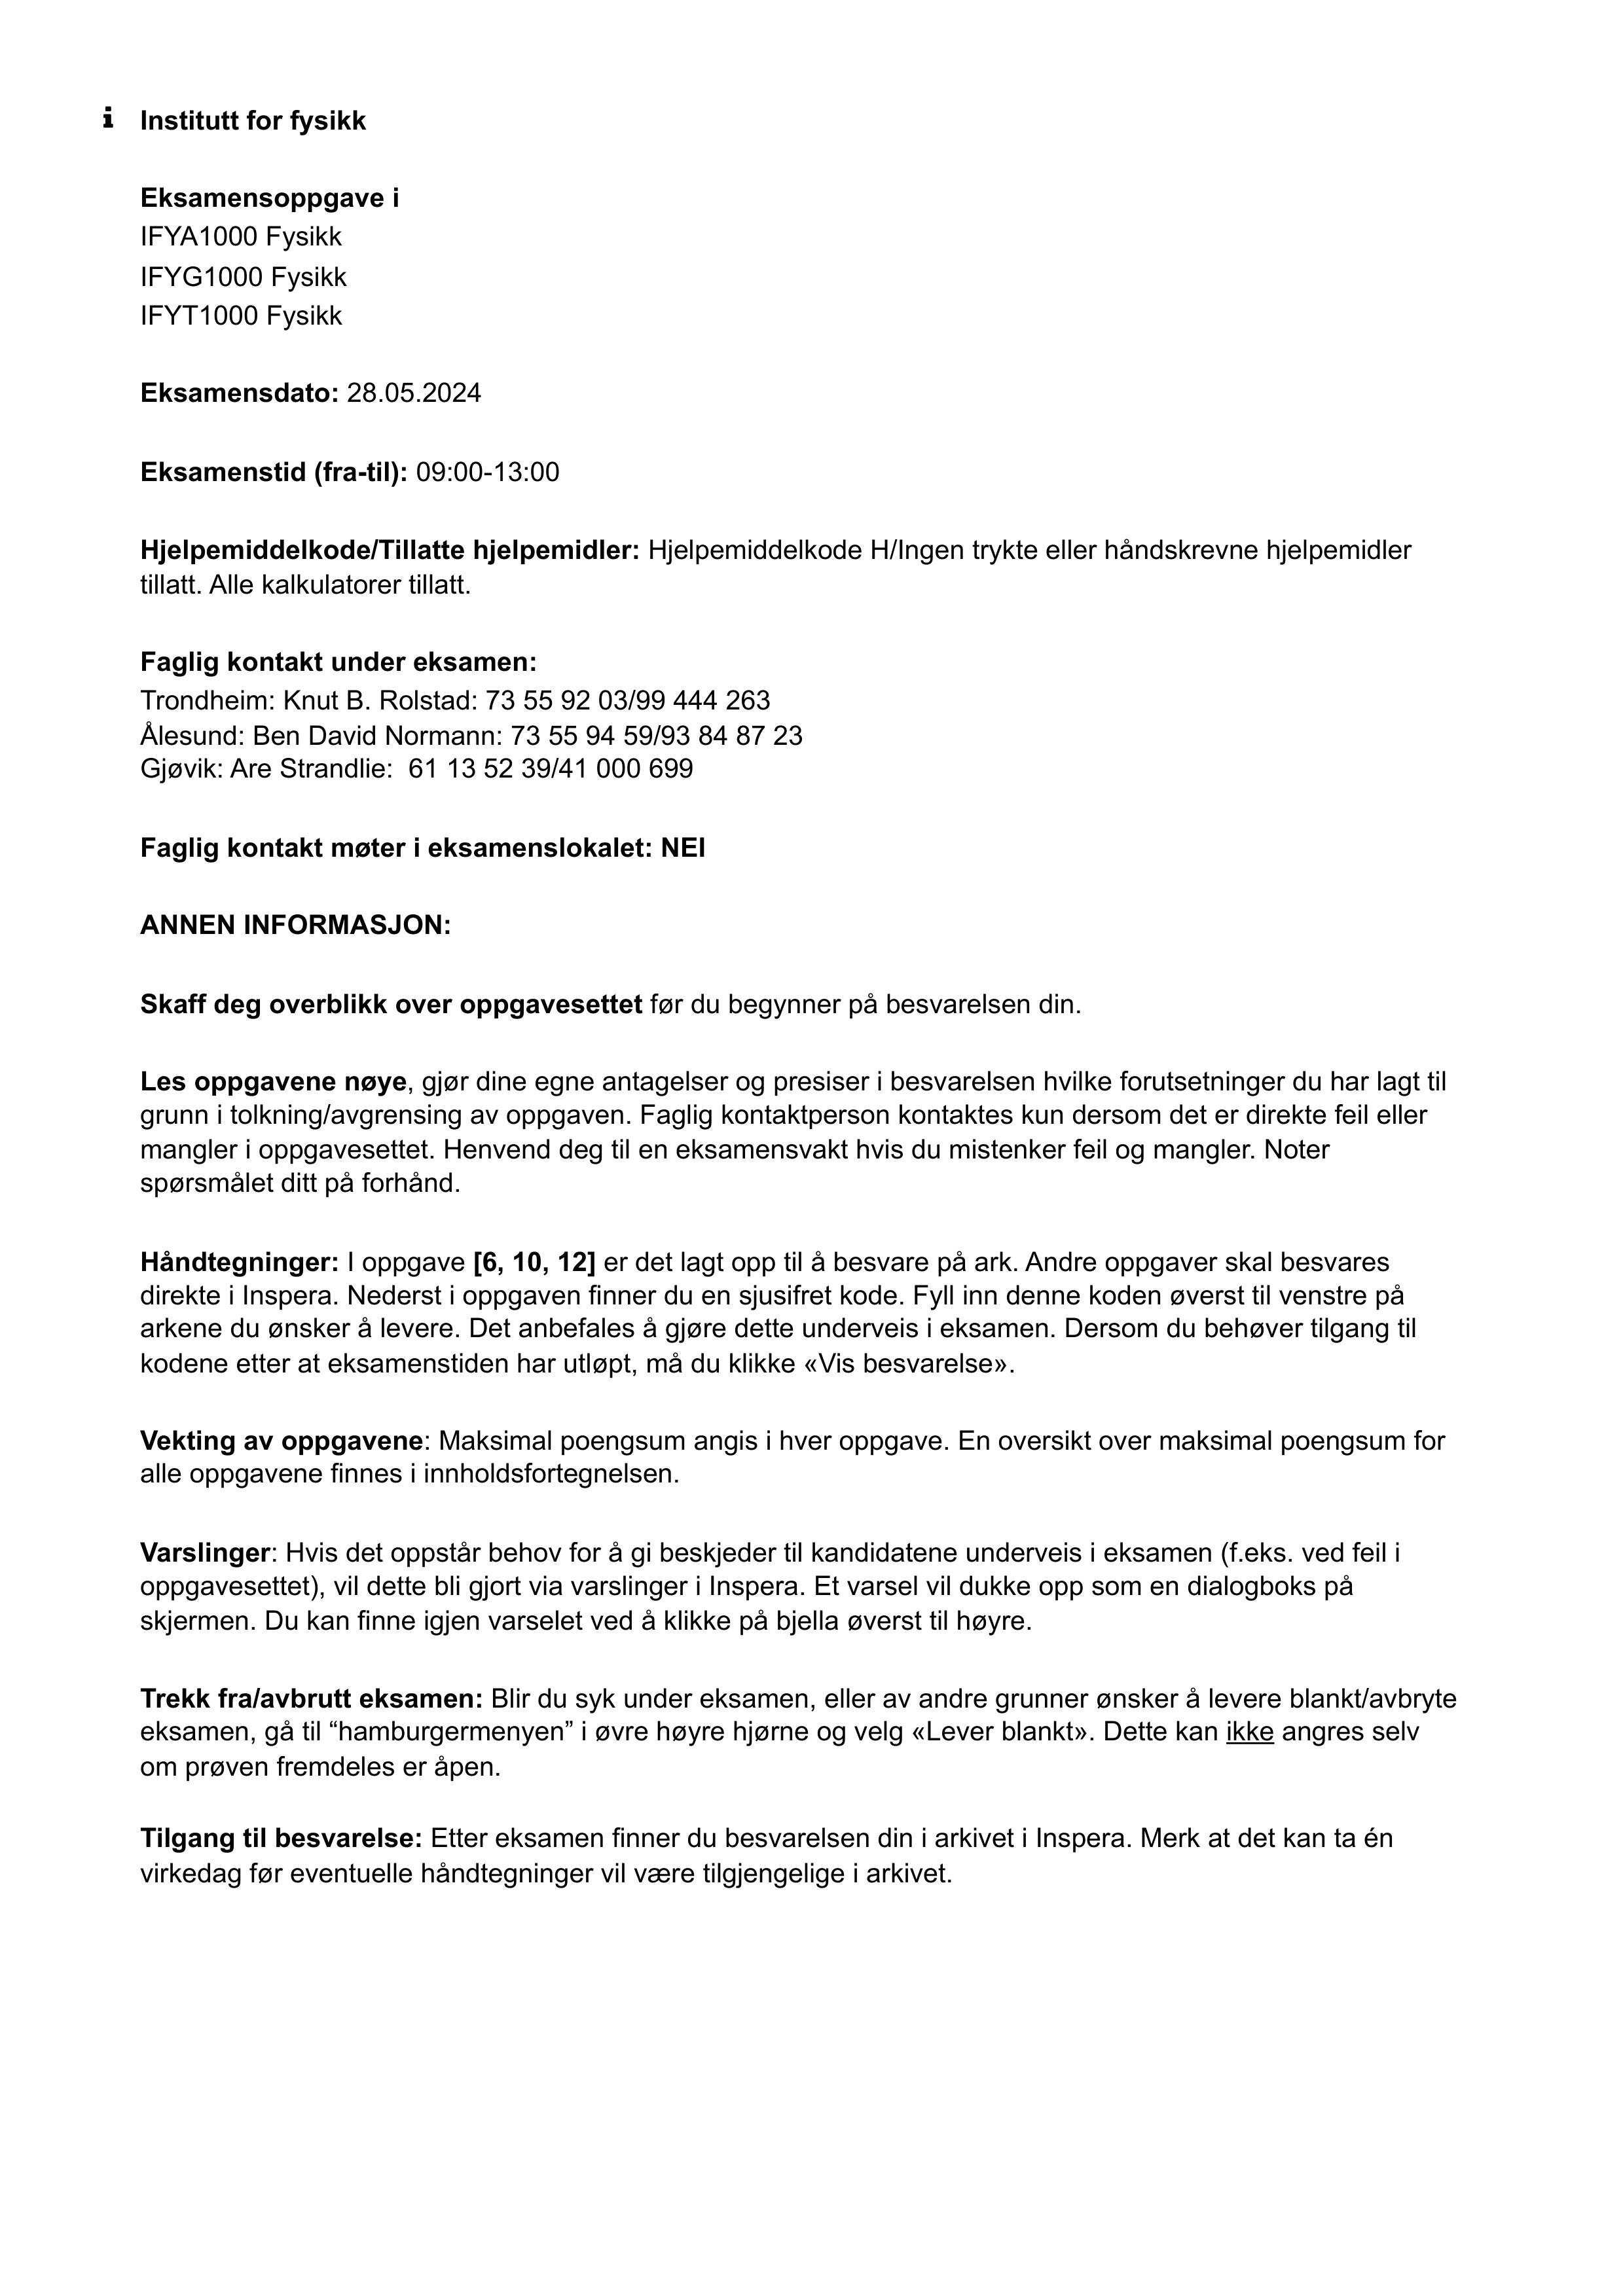 i Institutt for fysikk
Eksamensoppgave i
IFYA1000 Fysikk
IFYG1000 Fysikk
IFYT1000 Fysikk
Eksamensdato: 28.05.2024
Eksamenstid (fra-til): 09:00-13:00
Hjelpemiddelkode/Tillatte hjelpemidler: Hjelpemiddelkode H/Ingen trykte eller håndskrevne hjelpemidler
tillatt. Alle kalkulatorer tillatt.
Faglig kontakt under eksamen:
Trondheim: Knut B. Rolstad: 73 55 92 03/99 444 263
Ålesund: Ben David Normann: 73 55 94 59/93 84 87 23
Gjøvik: Are Strandlie:  61 13 52 39/41 000 699
Faglig kontakt møter i eksamenslokalet: NEI
ANNEN INFORMASJON:
Skaff deg overblikk over oppgavesettet før du begynner på besvarelsen din.
Les oppgavene nøye, gjør dine egne antagelser og presiser i besvarelsen hvilke forutsetninger du har lagt til
grunn i tolkning/avgrensing av oppgaven. Faglig kontaktperson kontaktes kun dersom det er direkte feil eller
mangler i oppgavesettet. Henvend deg til en eksamensvakt hvis du mistenker feil og mangler. Noter
spørsmålet ditt på forhånd.
Håndtegninger: I oppgave [6, 10, 12] er det lagt opp til å besvare på ark. Andre oppgaver skal besvares
direkte i Inspera. Nederst i oppgaven finner du en sjusifret kode. Fyll inn denne koden øverst til venstre på
arkene du ønsker å levere. Det anbefales å gjøre dette underveis i eksamen. Dersom du behøver tilgang til
kodene etter at eksamenstiden har utløpt, må du klikke «Vis besvarelse».
Vekting av oppgavene: Maksimal poengsum angis i hver oppgave. En oversikt over maksimal poengsum for
alle oppgavene finnes i innholdsfortegnelsen.
Varslinger: Hvis det oppstår behov for å gi beskjeder til kandidatene underveis i eksamen (f.eks. ved feil i
oppgavesettet), vil dette bli gjort via varslinger i Inspera. Et varsel vil dukke opp som en dialogboks på
skjermen. Du kan finne igjen varselet ved å klikke på bjella øverst til høyre.
Trekk fra/avbrutt eksamen: Blir du syk under eksamen, eller av andre grunner ønsker å levere blankt/avbryte
eksamen, gå til “hamburgermenyen” i øvre høyre hjørne og velg «Lever blankt». Dette kan ikke angres selv
om prøven fremdeles er åpen.
Tilgang til besvarelse: Etter eksamen finner du besvarelsen din i arkivet i Inspera. Merk at det kan ta én
virkedag før eventuelle håndtegninger vil være tilgjengelige i arkivet.